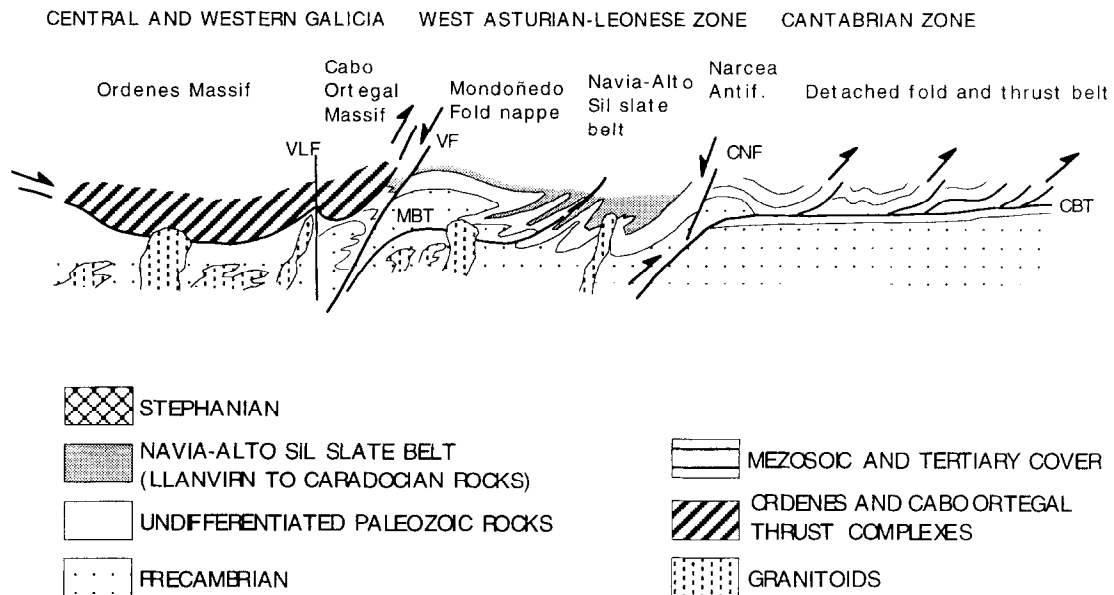 CENTRAL AND WESTERN GALICIA WEST ASTURIAN-LEONESE ZONE CANTABRIAN ZONE
Ordenes Massif
Cabo
Ortegal
Massif
Mondoñedo
Fold nappe
Navia-Alto
Sil slate
belt
Narcea
Antif.
Detached fold and thrust belt
VLF
VF
CNF
MBT
CBT
STEPHANIAN
NAVIA-ALTO SIL SLATE BELT
(LLANVIRN TO CARADOCIAN ROCKS)
UNDIFFERENTIATED PALEOZOIC ROCKS
PRECAMBRIAN
MEZOSOIC AND TERTIARY COVER
ORDENES AND CABO ORTEGAL
THRUST COMPLEXES
GRANITOIDS